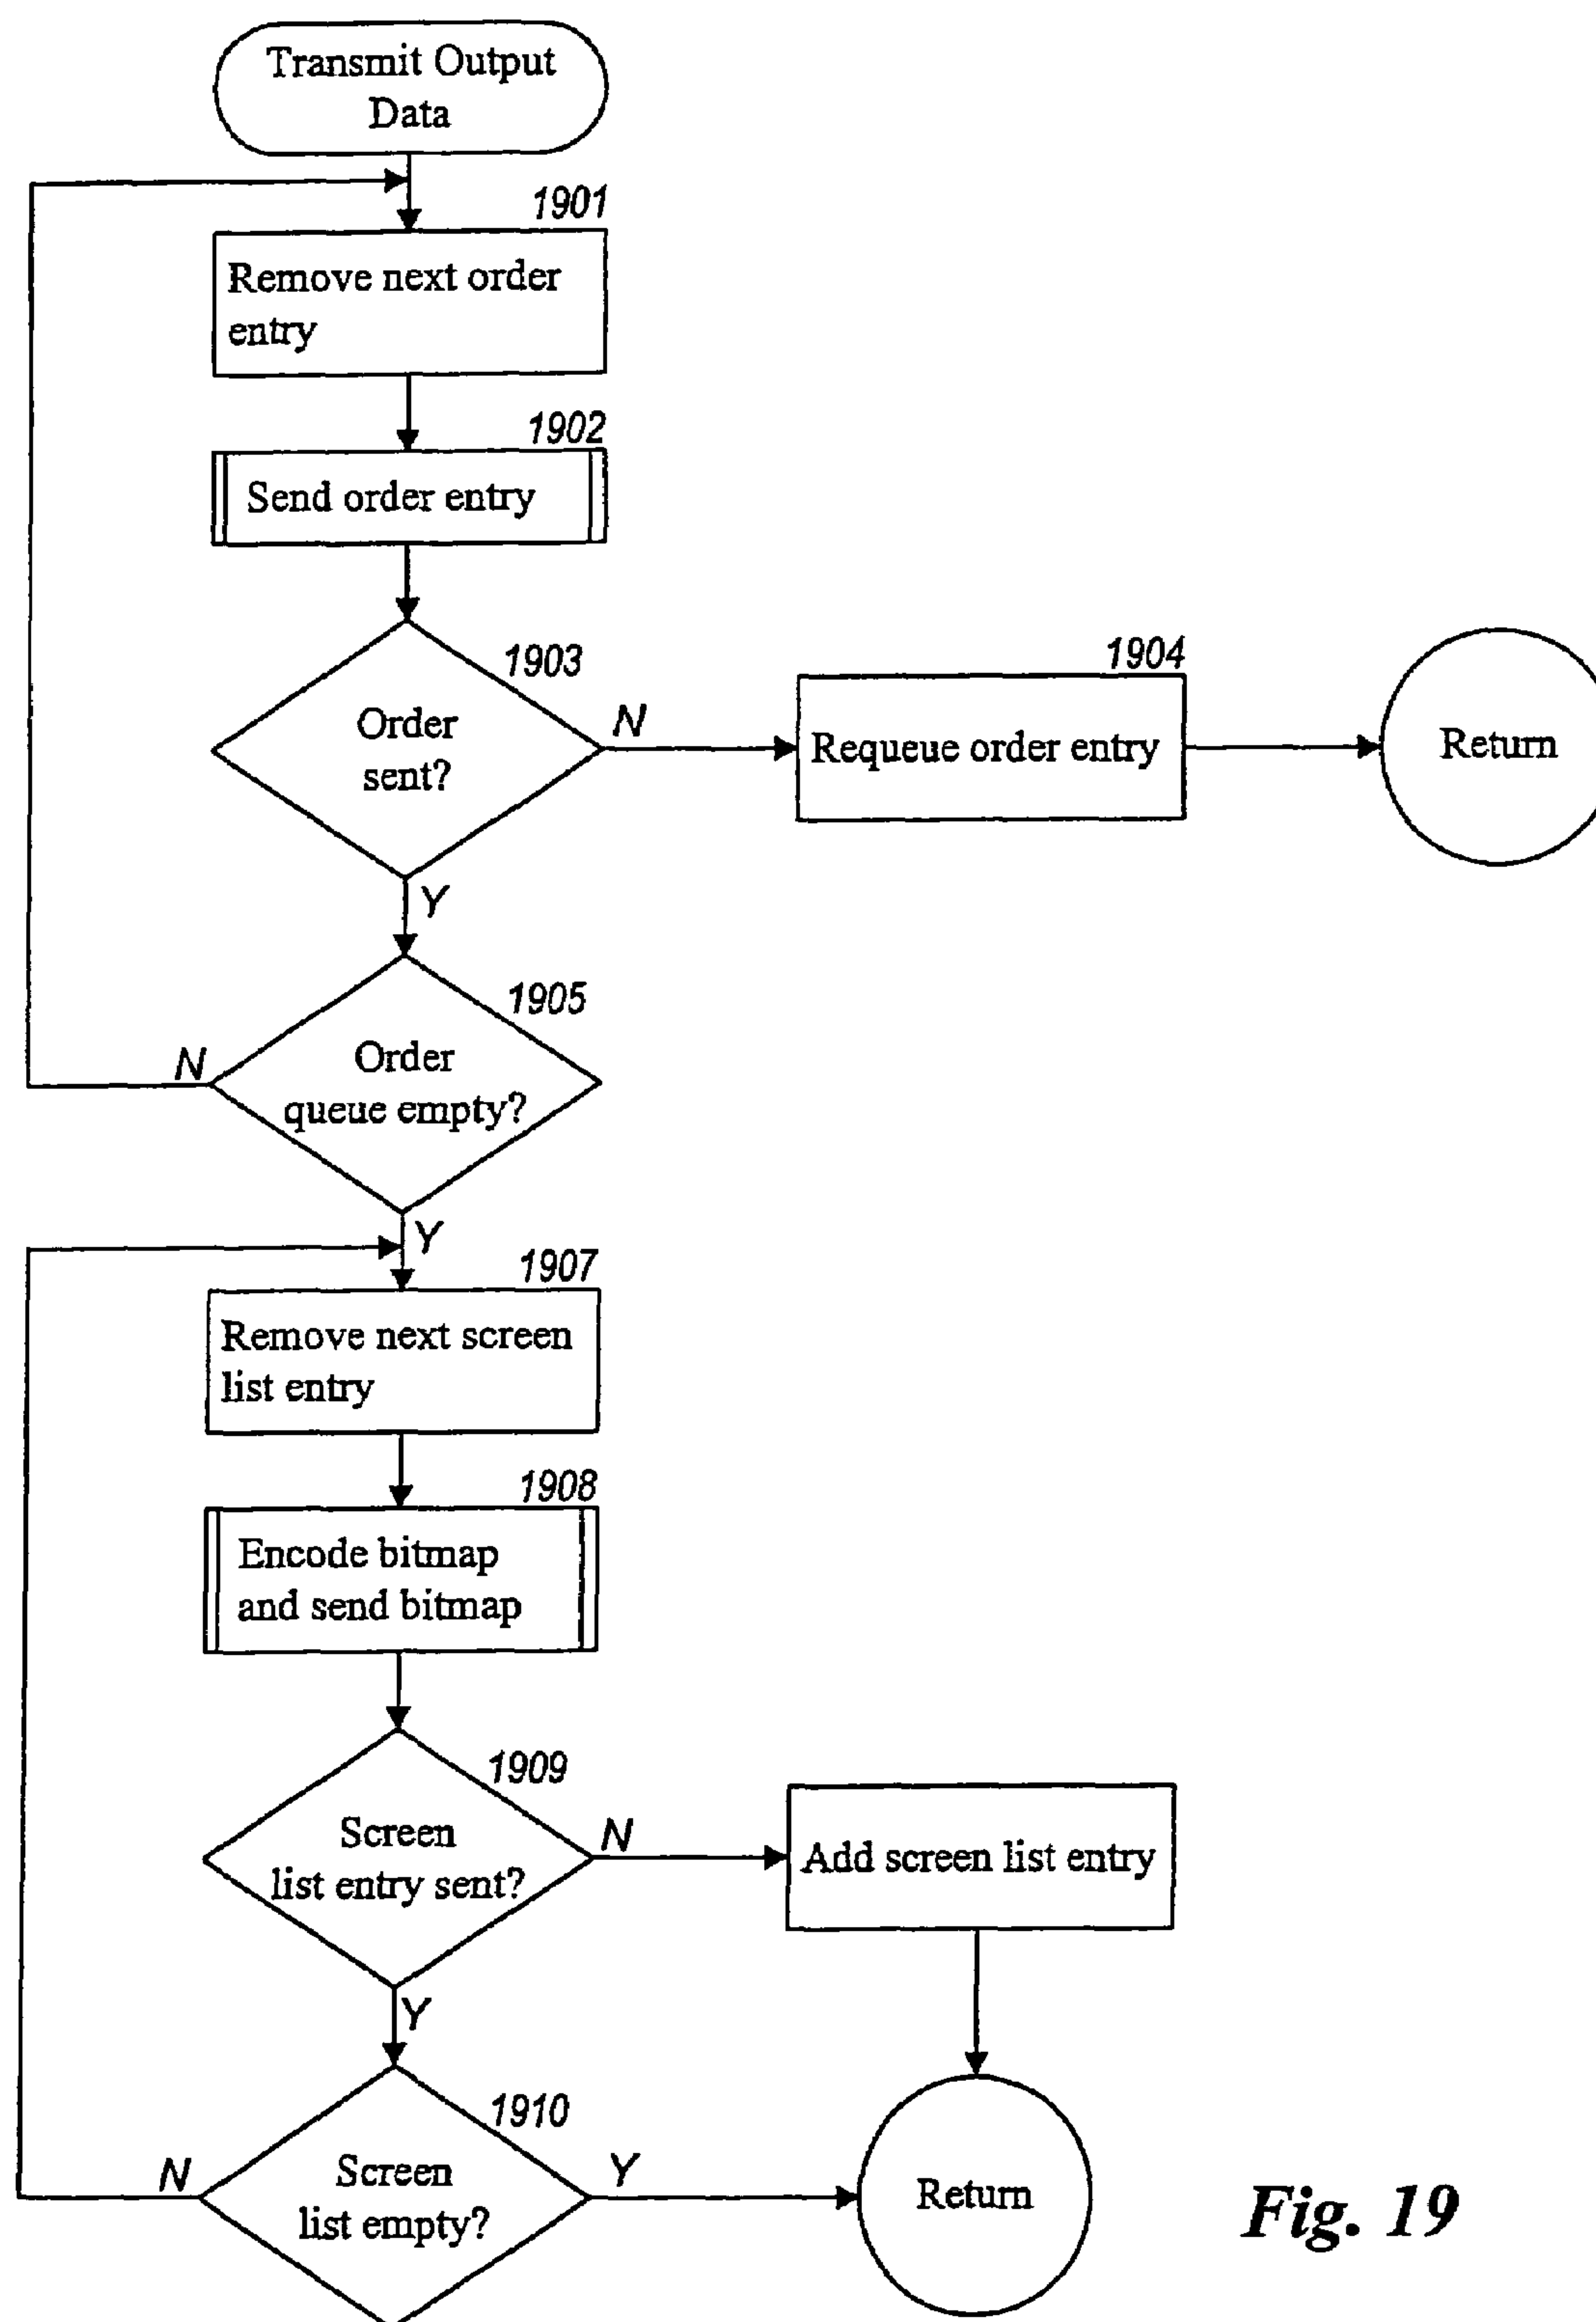 Transmit Output
Data
1901
Remove next order
entry
1902
Send order entry
1903
Order
sent?
N
1904
Requeue order entry
Return
Y
1905
Order
queue empty?
N
Y
1907
Remove next screen
list entry
1908
Encode bitmap
and send bitmap
1909
Screen
list entry sent?
N
Add screen list entry
Y
1910
Screen
list empty?
N
Y
Return
Fig. 19